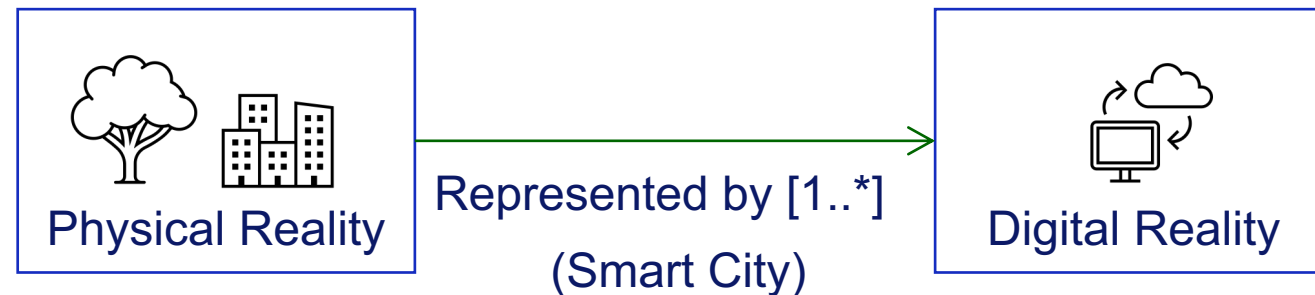 Physical Reality
Represented by [1..*]
(Smart City)
Digital Reality